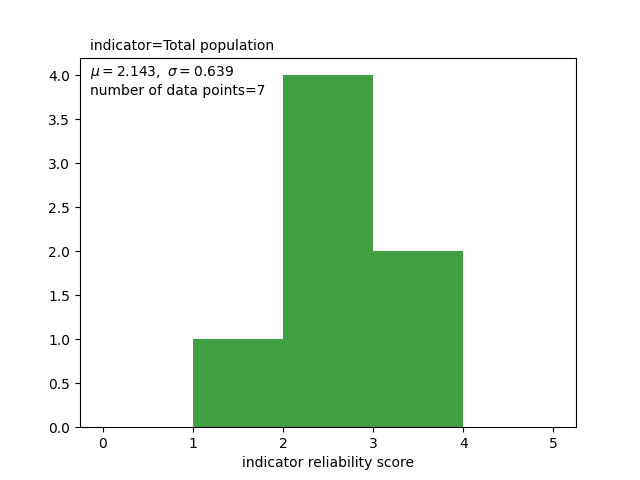 indicator=Total population
μ = 2.143, σ = 0.639
number of data points=7
4.0
3.5
3.0
2.5
2.0
1.5
1.0
0.5
0.0
0 1 2 3 4 5
indicator reliability score